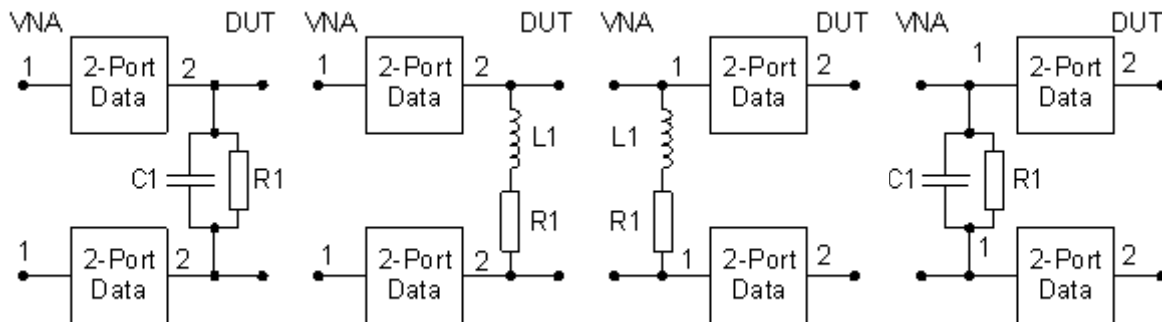 VNA DUT VNA DUT VNA DUT VNA DUT
1 2-Port Data 2 1 2-Port Data 2 1 2-Port Data 2 1 2-Port Data 2
C1 R1 L1 R1 L1 R1 C1 R1
1 2-Port Data 2 1 2-Port Data 2 1 2-Port Data 2 1 2-Port Data 2